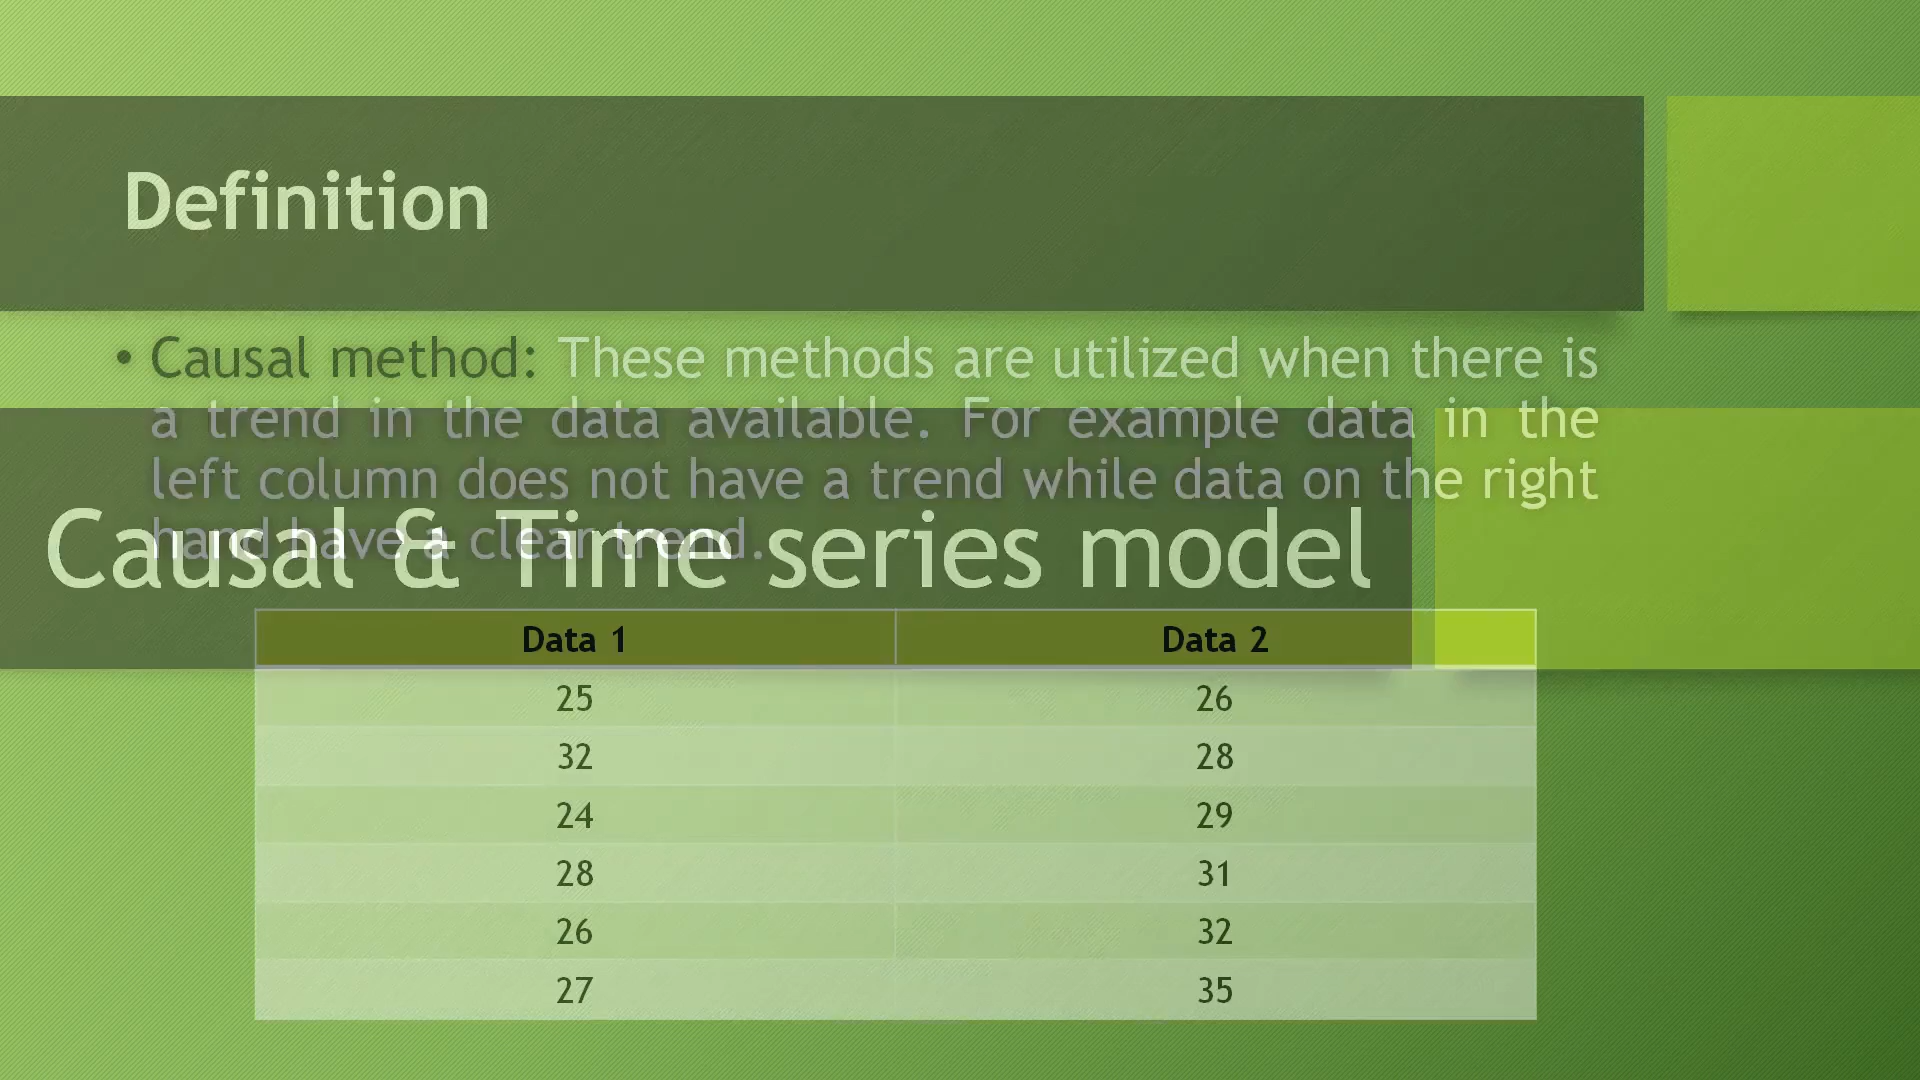 Definition
• Causal method: These methods are utilized when there is
a trend in the data available. For example data in the
left column does not have a trend while data on the right
hand have a clear trend.
Causal & Time series model
Data 1 Data 2
25 26
32 28
24 29
28 31
26 32
27 35